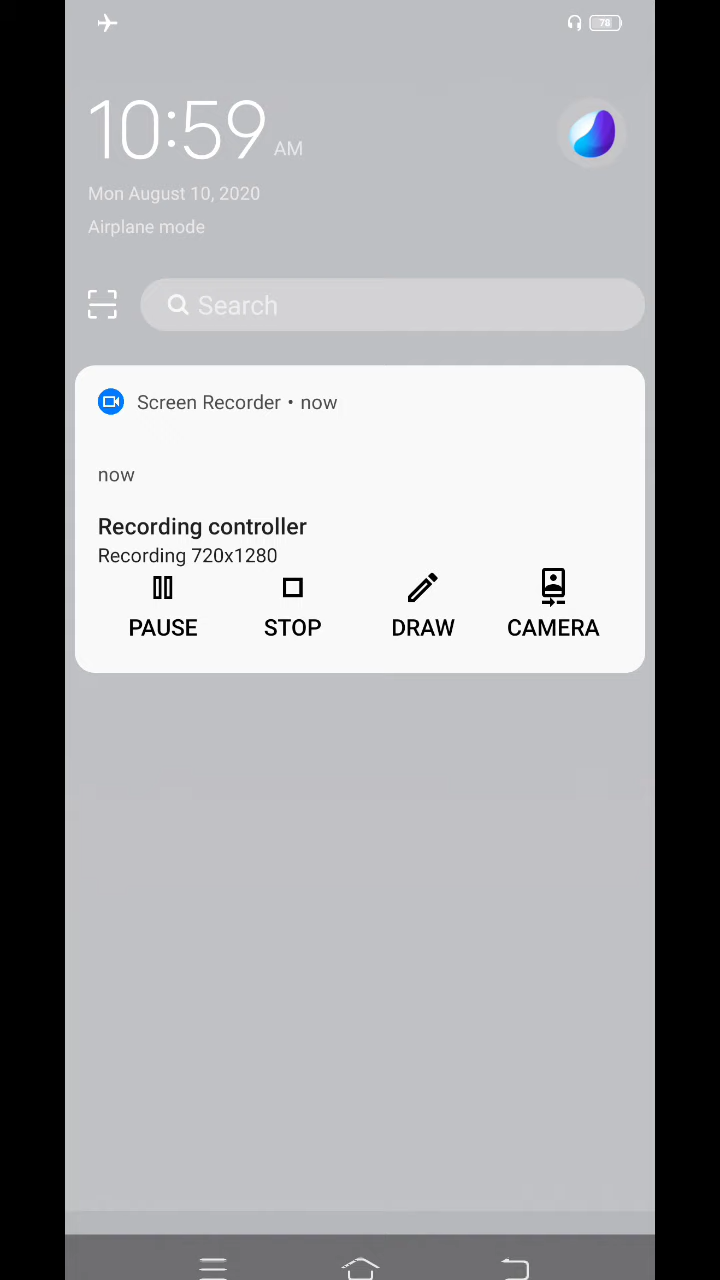 78
10:59 AM
Mon August 10, 2020
Airplane mode
Search
Screen Recorder • now
now
Recording controller
Recording 720x1280
PAUSE STOP DRAW CAMERA